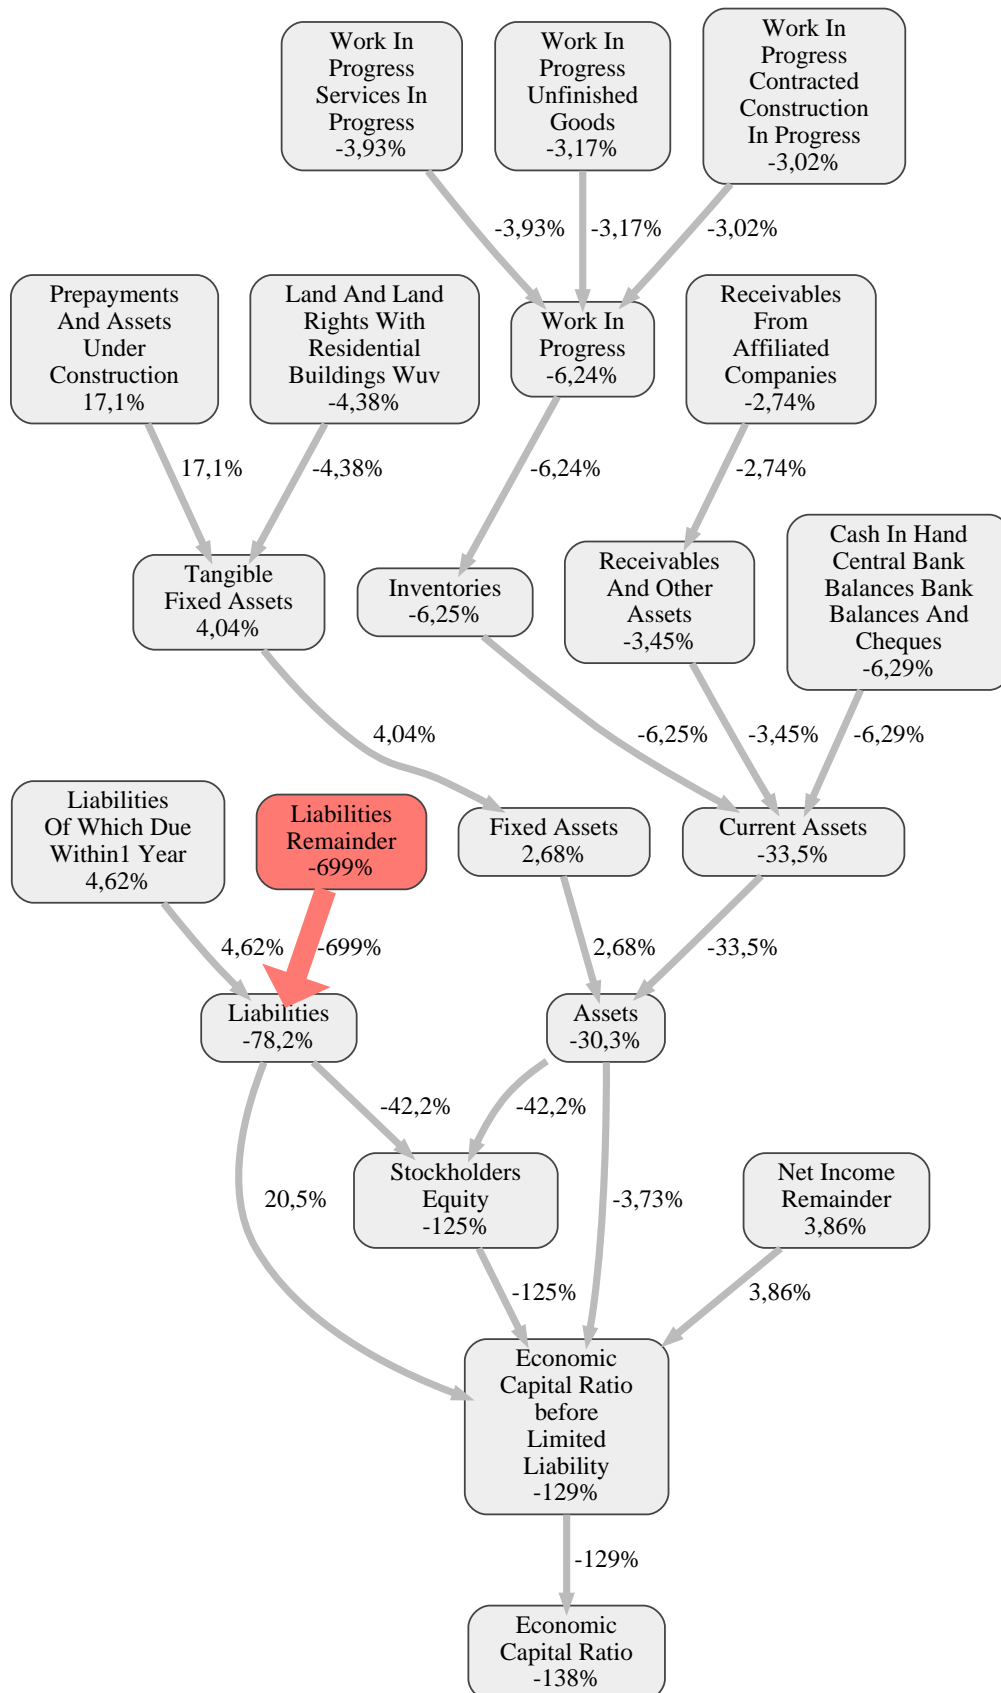 Work In
Progress
Services In
Progress
-3,93%
Work In
Progress
Unfinished
Goods
-3,17%
Work In
Progress
Contracted
Construction
In Progress
-3,02%
-3,93%
-3,17%
-3,02%
Prepayments
And Assets
Under
Construction
17,1%
Land And Land
Rights With
Residential
Buildings Wuv
-4,38%
Work In
Progress
-6,24%
Receivables
From
Affiliated
Companies
-2,74%
17,1%
-4,38%
-6,24%
-2,74%
Tangible
Fixed Assets
4,04%
Inventories
-6,25%
Receivables
And Other
Assets
-3,45%
Cash In Hand
Central Bank
Balances Bank
Balances And
Cheques
-6,29%
4,04%
-6,25%
-3,45%
-6,29%
Liabilities
Of Which Due
Within1 Year
4,62%
Liabilities
Remainder
-699%
Fixed Assets
2,68%
Current Assets
-33,5%
4,62%
-699%
2,68%
-33,5%
Liabilities
-78,2%
Assets
-30,3%
-42,2%
-42,2%
20,5%
Stockholders
Equity
-125%
-3,73%
Net Income
Remainder
3,86%
-125%
3,86%
Economic
Capital Ratio
before
Limited
Liability
-129%
-129%
Economic
Capital Ratio
-138%